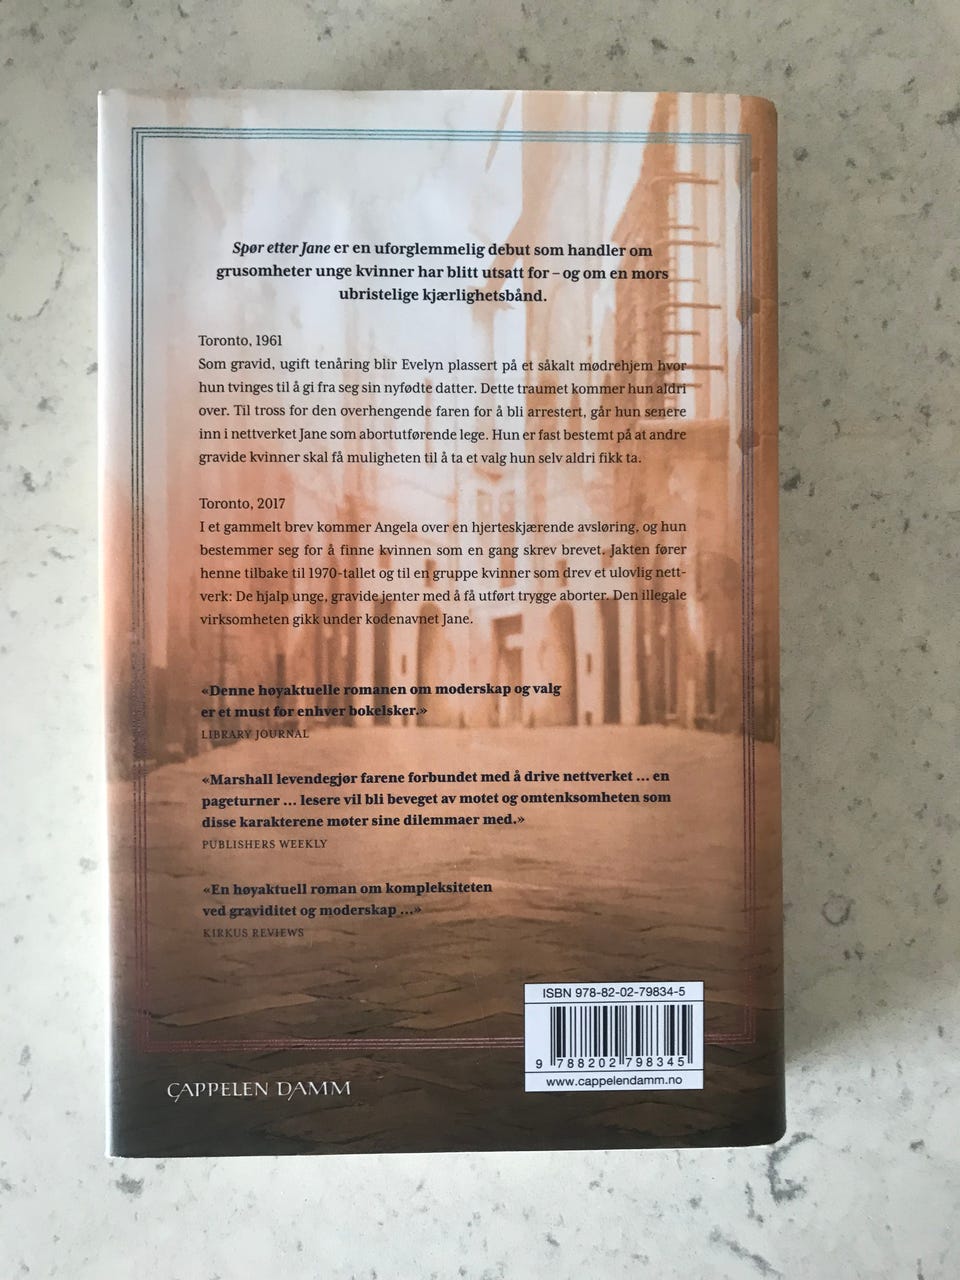 Spør etter Jane er en uforglemmelig debut som handler om
grusomheter unge kvinner har blitt utsatt for – og om en mors
ubristelige kjærlighetsbånd.
Toronto, 1961
Som gravid, ugift tenåring blir Evelyn plassert på et såkalt mødrehjem hvor
hun tvinges til å gi fra seg sin nyfødte datter. Dette traumet kommer hun aldri
over. Til tross for den overhengende faren for å bli arrestert, går hun senere
inn i nettverket Jane som abortutførende lege. Hun er fast bestemt på at andre
gravide kvinner skal få muligheten til å ta et valg hun selv aldri fikk ta.
Toronto, 2017
I et gammelt brev kommer Angela over en hjerteskjærende avsløring, og hun
bestemmer seg for å finne kvinnen som en gang skrev brevet. Jakten fører
henne tilbake til 1970-tallet og til en gruppe kvinner som drev et ulovlig nett-
verk: De hjalp unge, gravide jenter med å få utført trygge aborter. Den illegale
virksomheten gikk under kodenavnet Jane.
«Denne høyaktuelle romanen om moderskap og valg
er et must for enhver bokelsker.»
LIBRARY JOURNAL
«Marshall levendegjør farene forbundet med å drive nettverket ... en
pageturner ... lesere vil bli beveget av motet og omtenksomheten som
disse karakterene møter sine dilemmaer med.»
PUBLISHERS WEEKLY
«En høyaktuell roman om kompleksiteten
ved graviditet og moderskap ...»
KIRKUS REVIEWS
ISBN 978-82-02-79834-5
9 788202 798345
www.cappelendamm.no
CAPPELEN DAMM